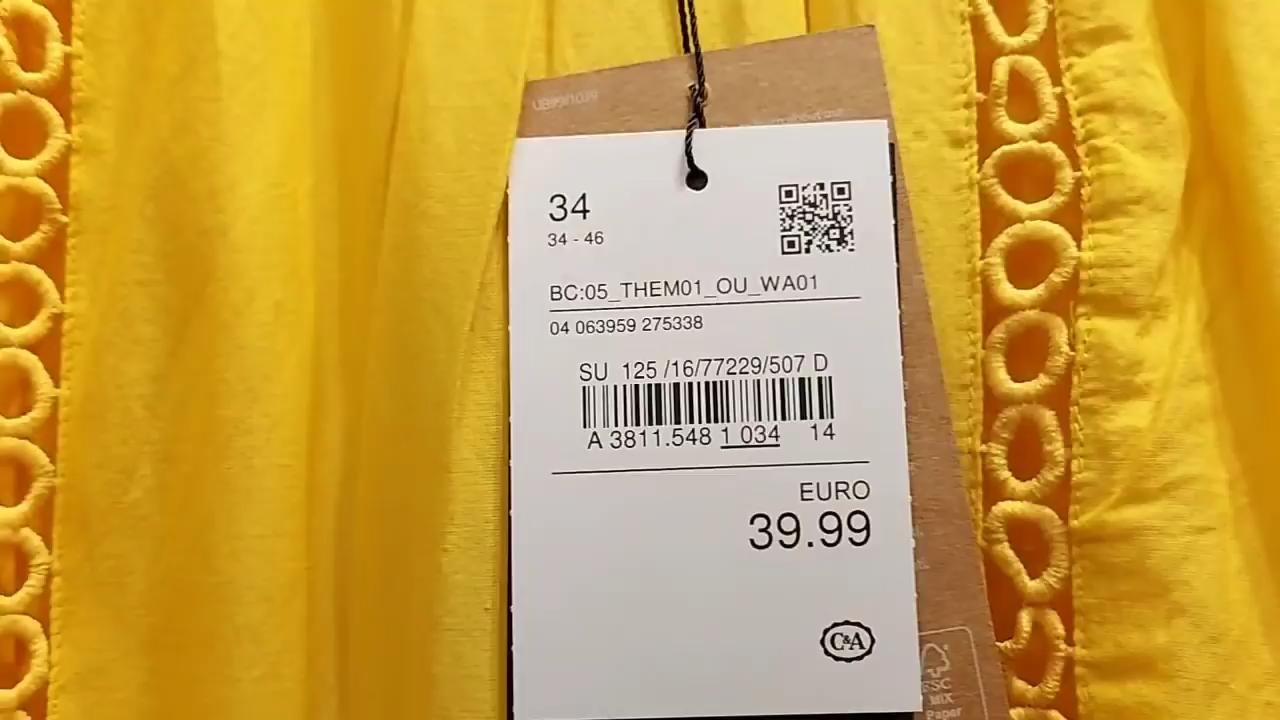 34
34 - 46
BC:05_THEM01_OU_WA01
04 063959 275338
SU 125 /16/77229/507 D
A 3811.548 1 034 14
EURO
39.99
C&A
FSC
MIX
Paper